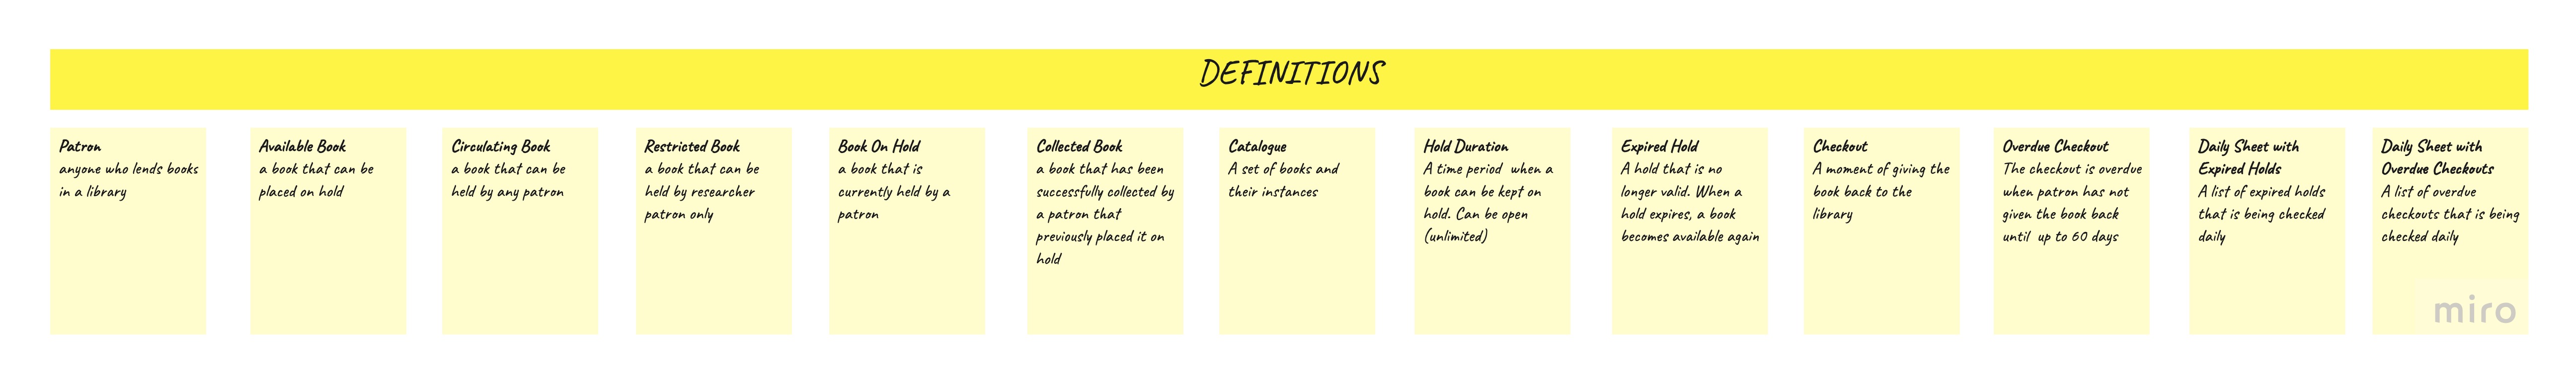 DEFINITIONS
Patron
anyone who lends books
in a library
Available Book
a book that can be
placed on hold
Circulating Book
a book that can be
held by any patron
Restricted Book
a book that can be
held by researcher
patron only
Book On Hold
a book that is
currently held by a
patron
Collected Book
a book that has been
successfully collected by
a patron that
previously placed it on
hold
Catalogue
A set of books and
their instances
Hold Duration
A time period  when a
book can be kept on
hold. Can be open
(unlimited)
Expired Hold
A hold that is no
longer valid. When a
hold expires, a book
becomes available again
Checkout
A moment of giving the
book back to the
library
Overdue Checkout
The checkout is overdue
when patron has not
given the book back
until  up to 60 days
Daily Sheet with
Expired Holds
A list of expired holds
that is being checked
daily
Daily Sheet with
Overdue Checkouts
A list of overdue
checkouts that is being
checked daily
miro